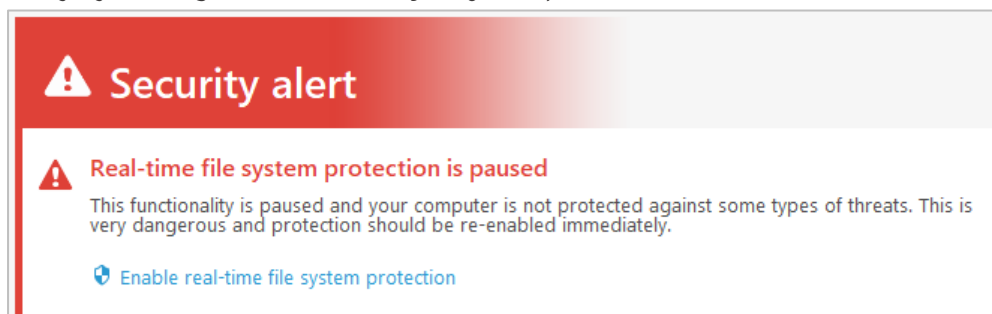 Security alert
Real-time file system protection is paused
This functionality is paused and your computer is not protected against some types of threats. This is
very dangerous and protection should be re-enabled immediately.
Enable real-time file system protection